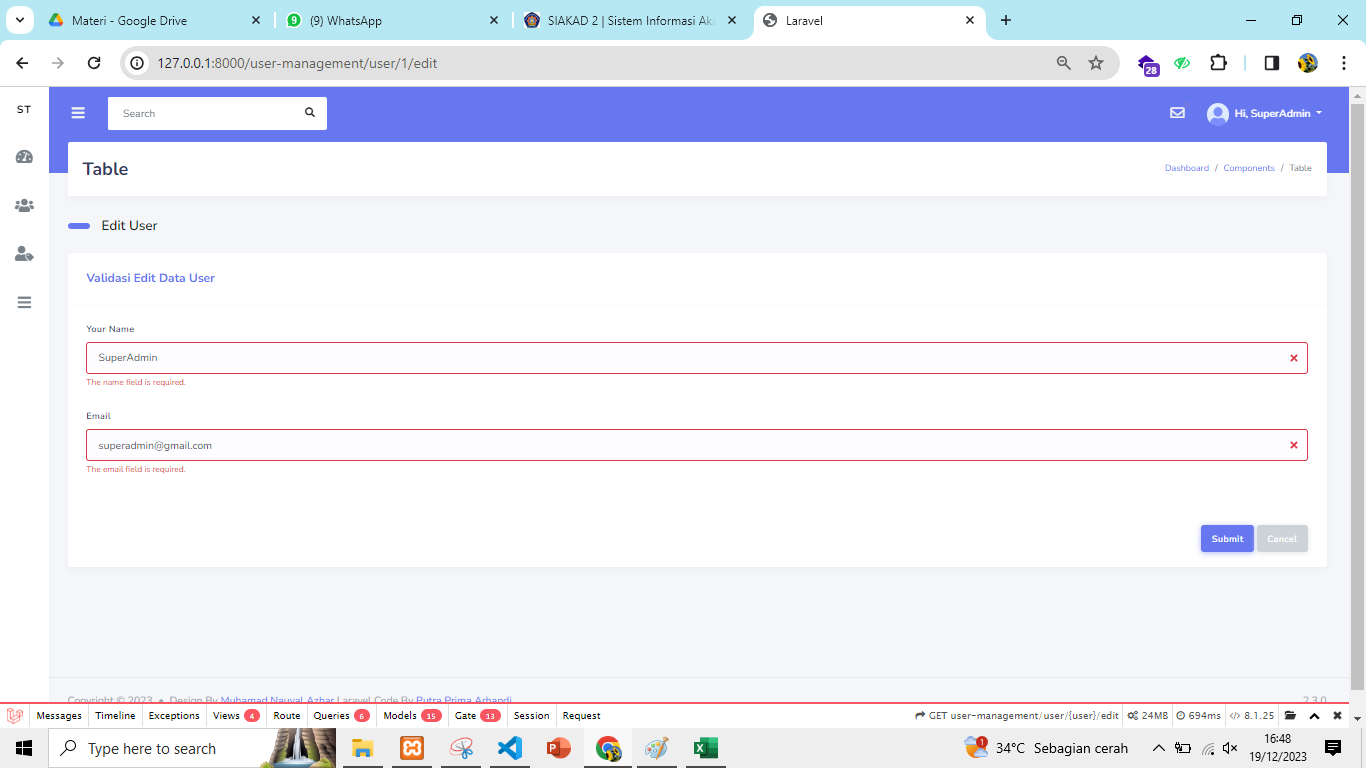 Materi - Google Drive
9 (9) WhatsApp
SIAKAD 2 | Sistem Informasi Aka
Laravel
127.0.0.1:8000/user-management/user/1/edit
28
ST
Search
Hi, SuperAdmin
Table
Dashboard / Components / Table
Edit User
Validasi Edit Data User
Your Name
SuperAdmin
The name field is required.
Email
superadmin@gmail.com
The email field is required.
Submit Cancel
Copyright © 2023 • Design By Muhamad Nauval Azhar Laravel Code By Putra Prima Arhandi
2.3.0
Messages Timeline Exceptions Views 4 Route Queries 6 Models 15 Gate 13 Session Request
GET user-management/user/{user}/edit 24MB 694ms 8.1.25
Type here to search
1 34°C Sebagian cerah
16:48
19/12/2023